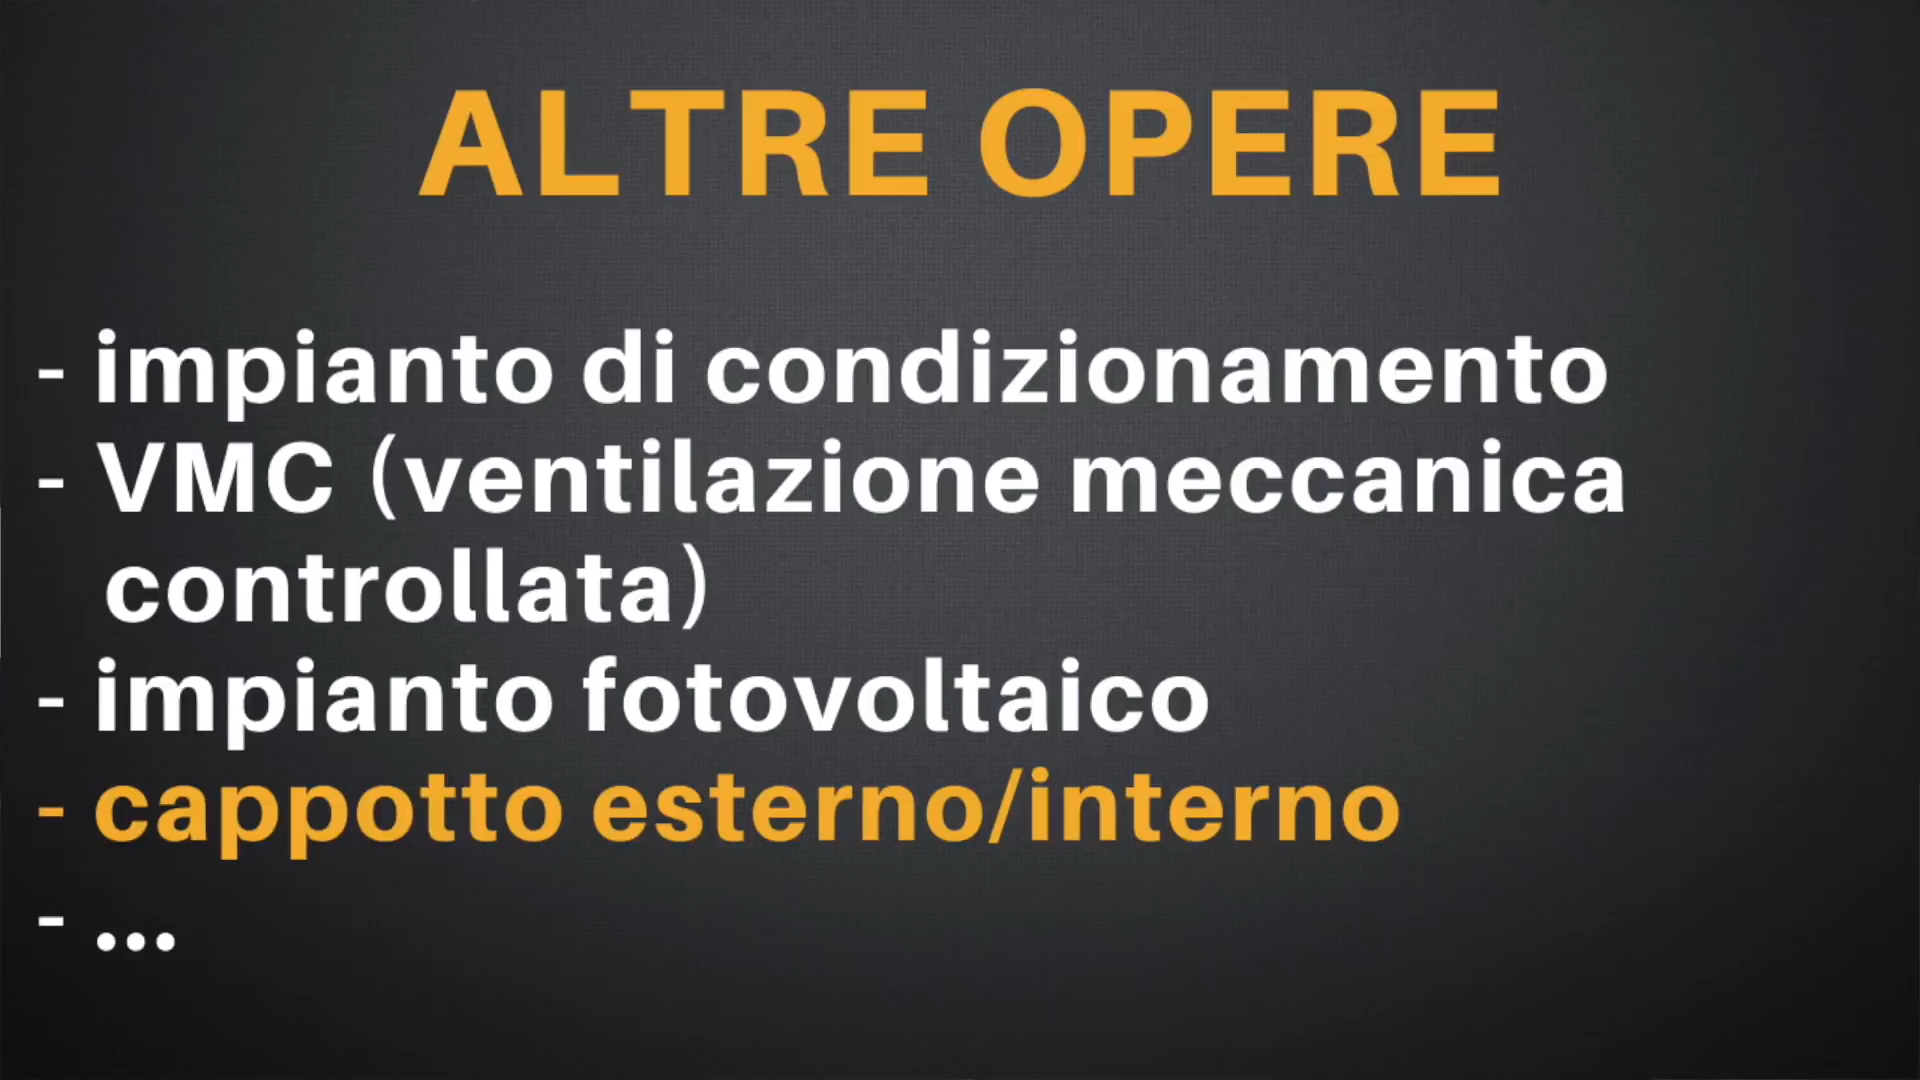 ALTRE OPERE
- impianto di condizionamento
- VMC (ventilazione meccanica
controllata)
- impianto fotovoltaico
- cappotto esterno/interno
- ...